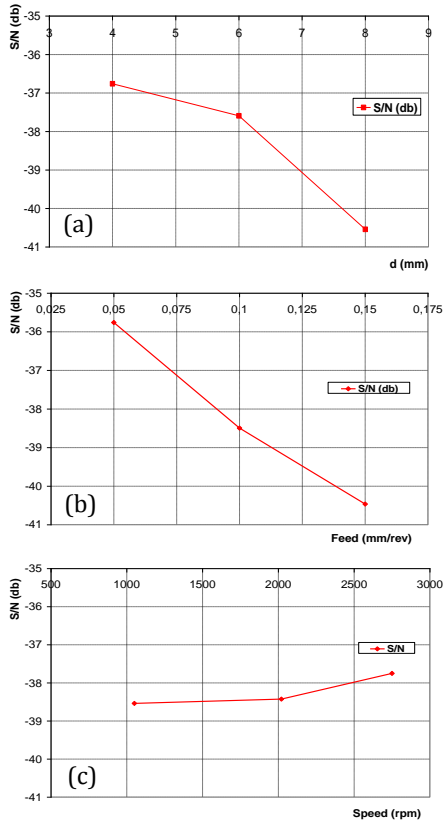 -35
3 4 5 6 7 8 9
-36
-37
-38
-39
-40
-41
S/N (db)
S/N (db)
(a)
d (mm)
-35
0,025 0,05 0,075 0,1 0,125 0,15 0,175
-36
-37
-38
-39
-40
-41
S/N (db)
S/N (db)
(b)
Feed (mm/rev)
-35
500 1000 1500 2000 2500 3000
-36
-37
-38
-39
-40
-41
S/N (db)
S/N
(c)
Speed (rpm)